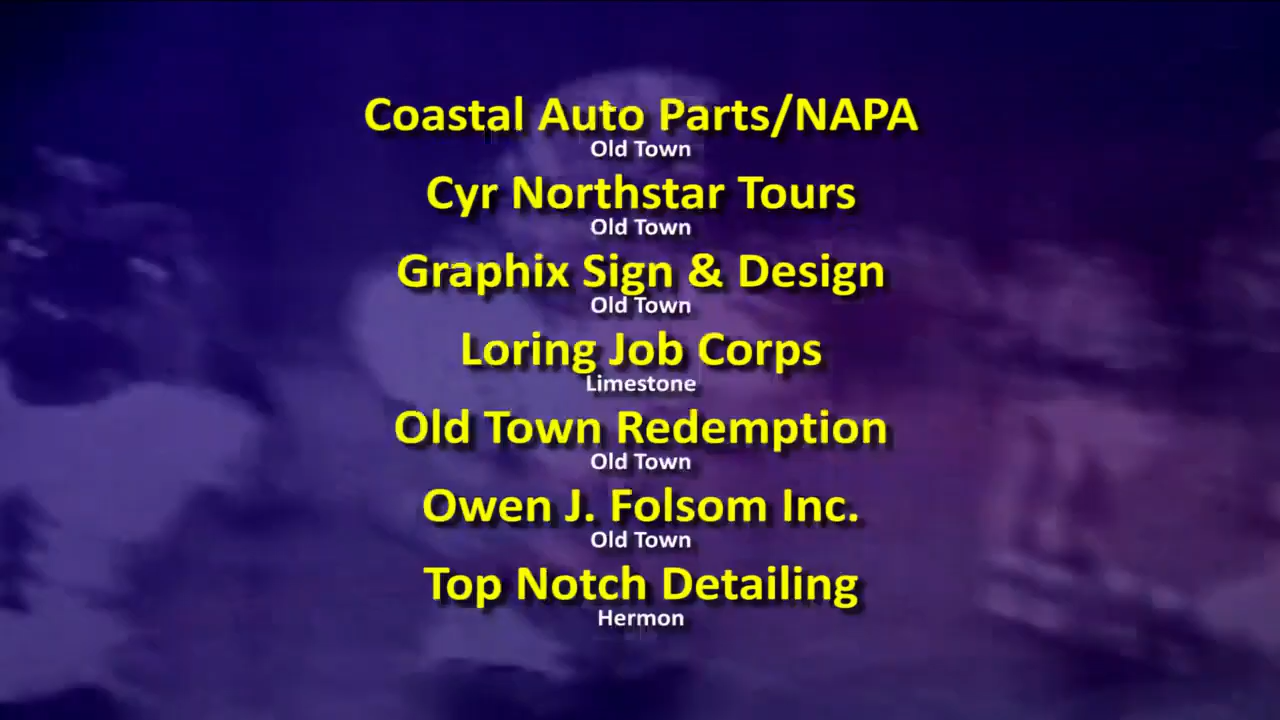 Coastal Auto Parts/NAPA
Old Town
Cyr Northstar Tours
Old Town
Graphix Sign & Design
Old Town
Loring Job Corps
Limestone
Old Town Redemption
Old Town
Owen J. Folsom Inc.
Old Town
Top Notch Detailing
Hermon